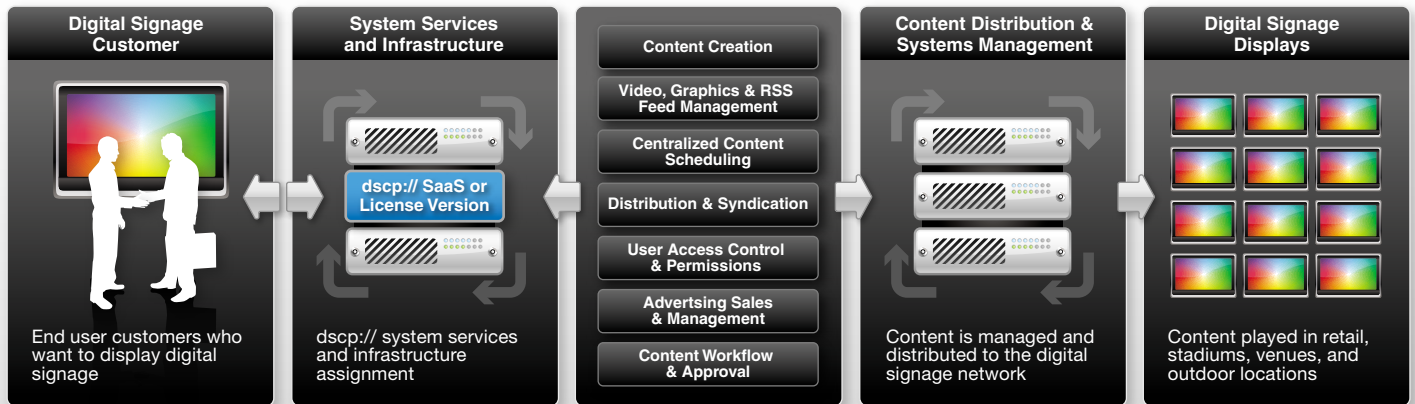 Digital Signage
Customer
End user customers who
want to display digital
signage
System Services
and Infrastructure
dscp:// SaaS or
License Version
dscp:// system services
and infrastructure
assignment
Content Creation
Video, Graphics & RSS
Feed Management
Centralized Content
Scheduling
Distribution & Syndication
User Access Control
& Permissions
Advertsing Sales
& Management
Content Workflow
& Approval
Content Distribution &
Systems Management
Content is managed and
distributed to the digital
signage network
Digital Signage
Displays
Content played in retail,
stadiums, venues, and
outdoor locations